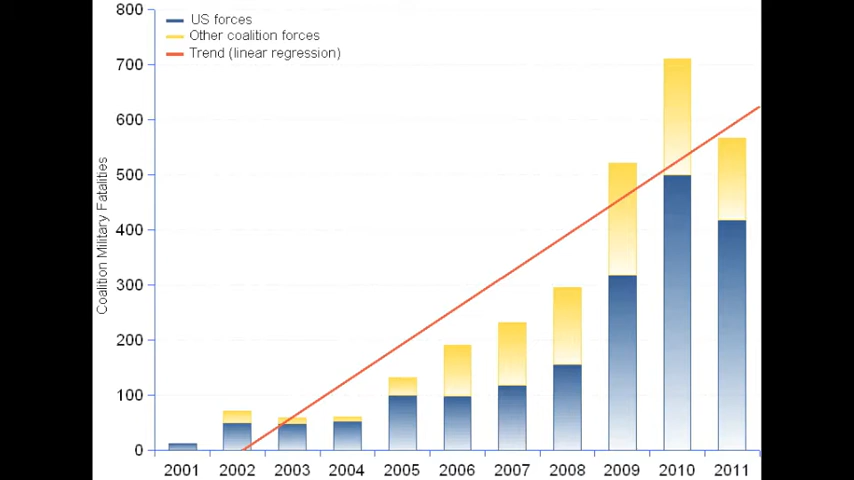 800
US forces
Other coalition forces
Trend (linear regression)
700
600
500
400
300
200
100
0
Coalition Military Fatalities
2001 2002 2003 2004 2005 2006 2007 2008 2009 2010 2011